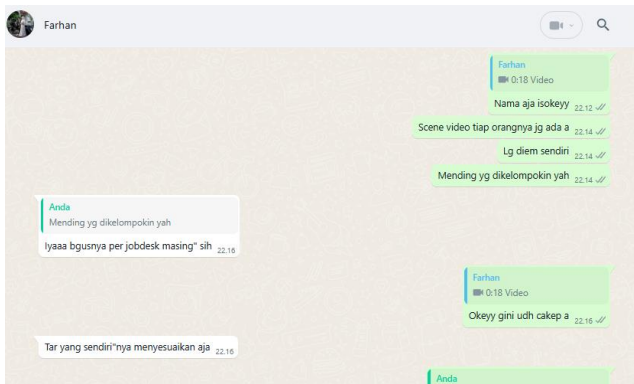 Farhan
Farhan
0:18 Video
Nama aja isokeyy 22.12
Scene video tiap orangnya jg ada a 22.14
Lg diem sendiri 22.14
Mending yg dikelompokin yah 22.14
Anda
Mending yg dikelompokin yah
Iyaaa bgusnya per jobdesk masing" sih 22.16
Farhan
0:18 Video
Okeyy gini udh cakep a 22.16
Tar yang sendiri"nya menyesuaikan aja 22.16
Anda